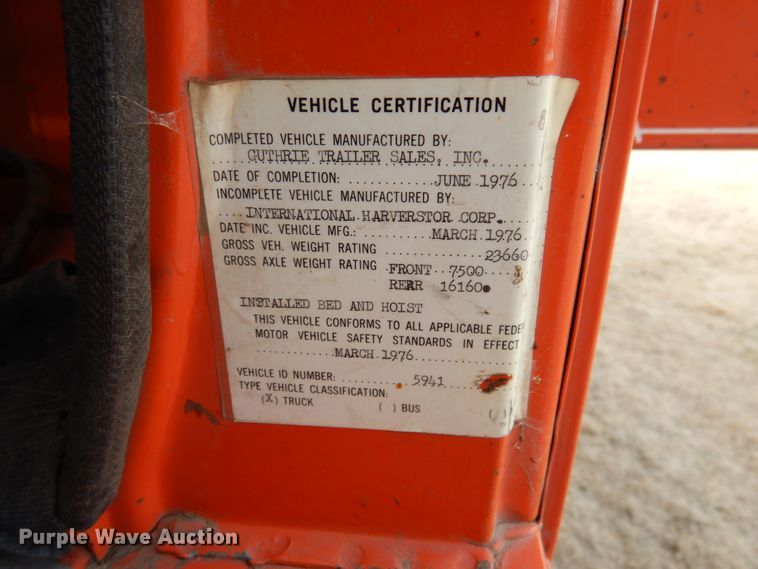 VEHICLE CERTIFICATION
COMPLETED VEHICLE MANUFACTURED BY:
GUTHRIE TRAILER SALES, INC.
DATE OF COMPLETION: JUNE 1976
INCOMPLETE VEHICLE MANUFACTURED BY:
INTERNATIONAL HARVERSTOR CORP.
DATE INC. VEHICLE MFG.: MARCH 1976
GROSS VEH. WEIGHT RATING 23660
GROSS AXLE WEIGHT RATING FRONT 7500
REAR 16160
INSTALLED BED AND HOIST
THIS VEHICLE CONFORMS TO ALL APPLICABLE FEDE
MOTOR VEHICLE SAFETY STANDARDS IN EFFECT
MARCH 1976
VEHICLE ID NUMBER: 5941
TYPE VEHICLE CLASSIFICATION:
(X) TRUCK ( ) BUS ( )
Purple Wave Auction